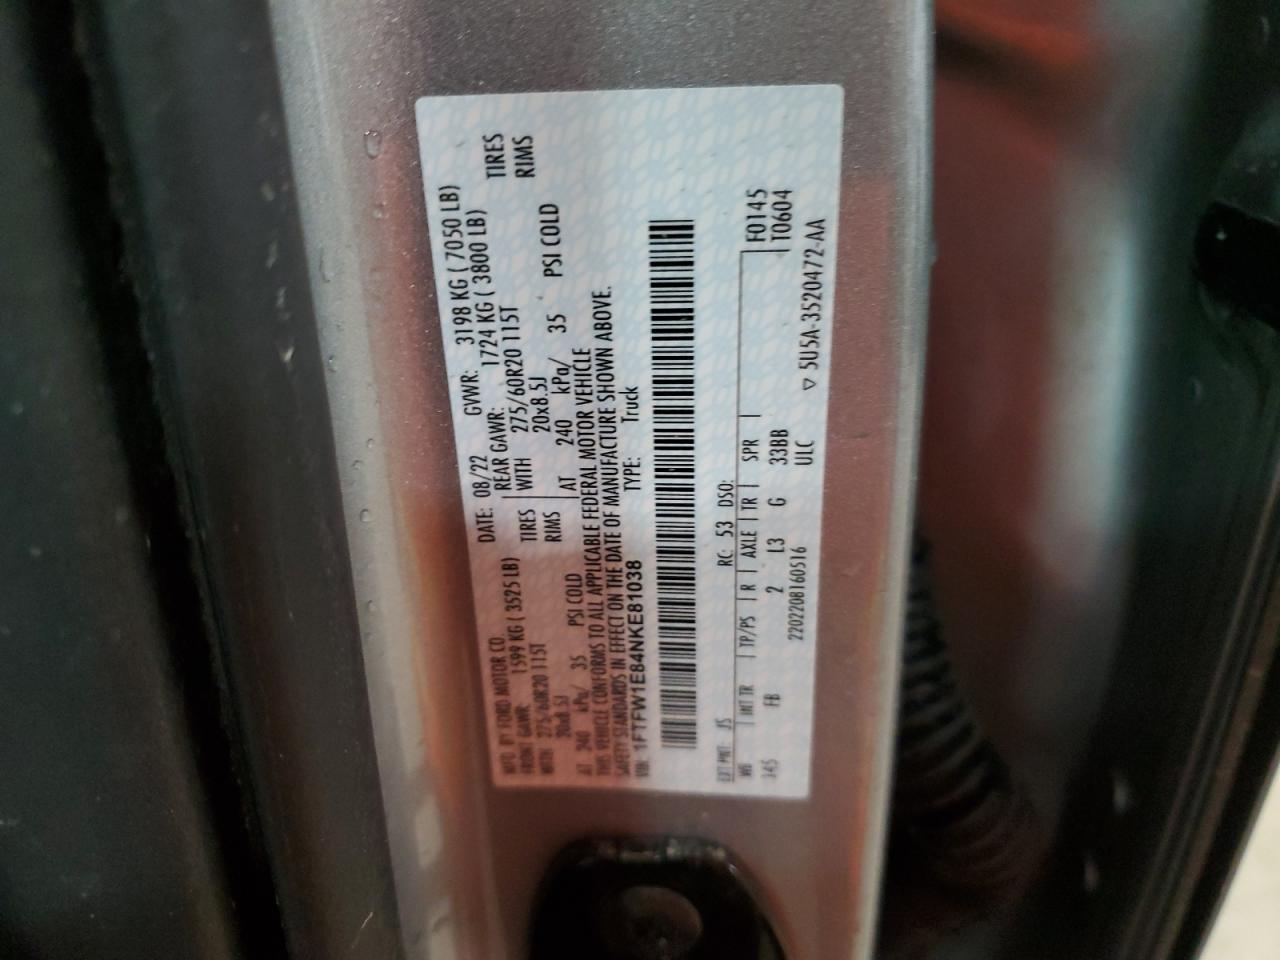 MFD. BY FORD MOTOR CO. DATE: 08/22 GVWR: 3198 KG ( 7050 LB)
FRONT GAWR: 1599 KG ( 3525 LB) REAR GAWR: 1724 KG ( 3800 LB)
WITH 275/60R20 115T TIRES WITH 275/60R20 115T TIRES
20x8.5J RIMS 20x8.5J RIMS
AT 240 kPa/ 35 PSI COLD AT 240 kPa/ 35 PSI COLD
THIS VEHICLE CONFORMS TO ALL APPLICABLE FEDERAL MOTOR VEHICLE
SAFETY STANDARDS IN EFFECT ON THE DATE OF MANUFACTURE SHOWN ABOVE.
VIN: 1FTFW1E84NKE81038 TYPE: Truck
EXT PNT: JS RC: 53 DSO:
WB INT TR TP/PS R AXLE TR SPR F0145
145 FB 2 L3 G 33BB T0604
2202208160516 ULC
▽ 5U5A-3520472-AA